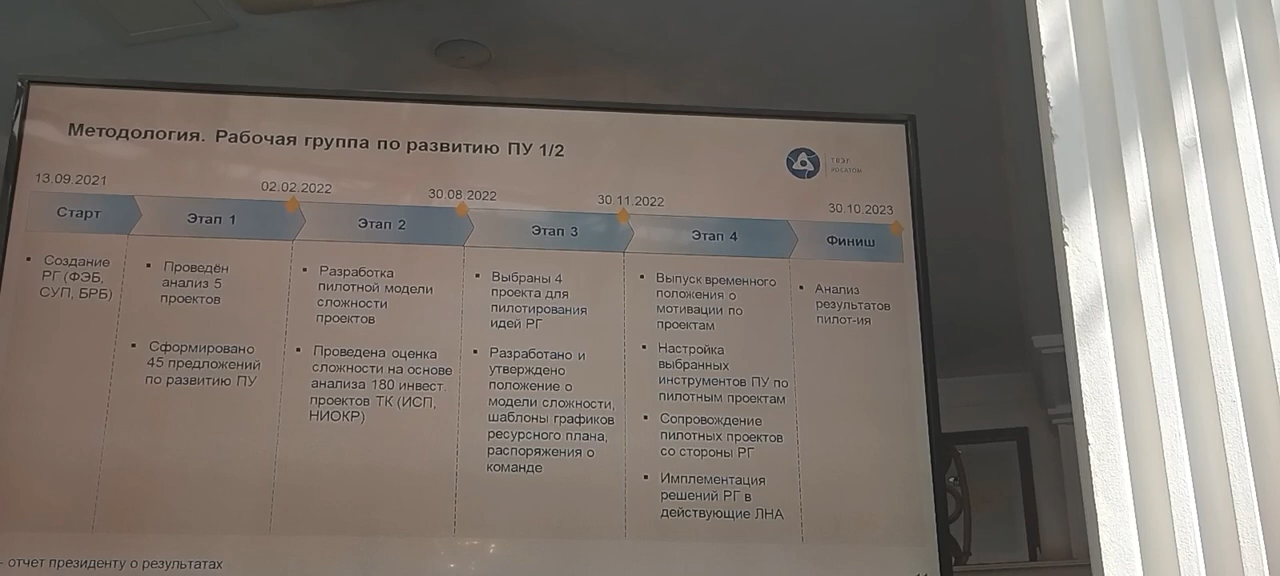 Методология. Рабочая группа по развитию ПУ 1/2
ТВЭЛ
РОСАТОМ
13.09.2021
02.02.2022
30.08.2022
30.11.2022
30.10.2023
Старт
Этап 1
Этап 2
Этап 3
Этап 4
Финиш
▪ Создание
РГ (ФЭБ,
СУП, БРБ)
▪ Проведён
анализ 5
проектов
▪ Сформировано
45 предложений
по развитию ПУ
▪ Разработка
пилотной модели
сложности
проектов
▪ Проведена оценка
сложности на основе
анализа 180 инвест.
проектов ТК (ИСП,
НИОКР)
▪ Выбраны 4
проекта для
пилотирования
идей РГ
▪ Разработано и
утверждено
положение о
модели сложности,
шаблоны графиков
ресурсного плана,
распоряжения о
команде
▪ Выпуск временного
положения о
мотивации по
проектам
▪ Настройка
выбранных
инструментов ПУ по
пилотным проектам
▪ Сопровождение
пилотных проектов
со стороны РГ
▪ Имплементация
решений РГ в
действующие ЛНА
▪ Анализ
результатов
пилот-ия
- отчет президенту о результатах